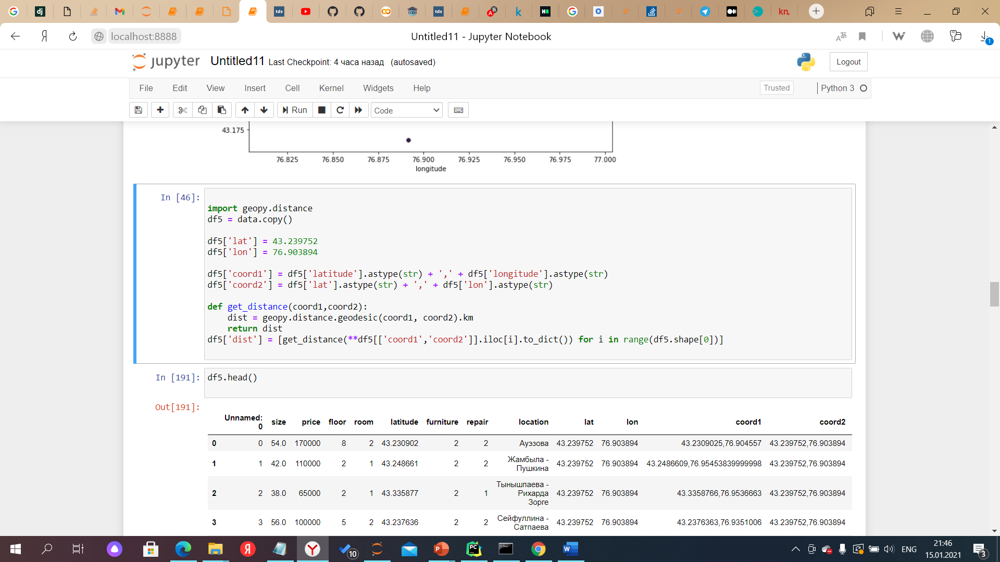 localhost:8888
Untitled11 - Jupyter Notebook
jupyter Untitled11 Last Checkpoint: 4 часа назад (autosaved)
Logout
File Edit View Insert Cell Kernel Widgets Help
Trusted
Python 3
Run
Code
43.175
76.825 76.850 76.875 76.900 76.925 76.950 76.975 77.000
longitude
In [46]:
import geopy.distance
df5 = data.copy()
df5['lat'] = 43.239752
df5['lon'] = 76.903894
df5['coord1'] = df5['latitude'].astype(str) + ',' + df5['longitude'].astype(str)
df5['coord2'] = df5['lat'].astype(str) + ',' + df5['lon'].astype(str)
def get_distance(coord1,coord2):
    dist = geopy.distance.geodesic(coord1, coord2).km
    return dist
df5['dist'] = [get_distance(**df5[['coord1','coord2']].iloc[i].to_dict()) for i in range(df5.shape[0])]
In [191]: df5.head()
Out[191]:
Unnamed: 0 size price floor room latitude furniture repair location lat lon coord1 coord2
0 0 54.0 170000 8 2 43.230902 2 2 Ауэзова 43.239752 76.903894 43.2309025,76.904557 43.239752,76.903894
1 1 42.0 110000 2 1 43.248661 2 2 Жамбыла - Пушкина 43.239752 76.903894 43.2486609,76.95453839999998 43.239752,76.903894
2 2 38.0 65000 2 1 43.335877 2 1 Тынышпаева - Рихарда Зорге 43.239752 76.903894 43.3358766,76.9536663 43.239752,76.903894
3 3 56.0 100000 5 2 43.237636 2 2 Сейфуллина - Сатпаева 43.239752 76.903894 43.2376363,76.9351006 43.239752,76.903894
ENG
21:46
15.01.2021